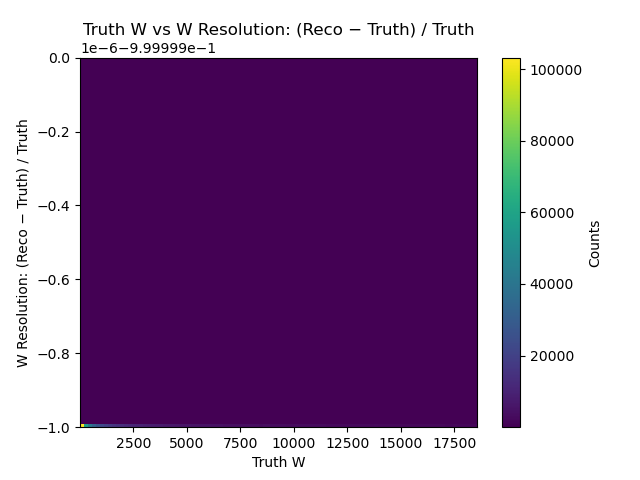 Truth W vs W Resolution: (Reco − Truth) / Truth
1e−6−9.99999e−1
0.0
−0.2
−0.4
−0.6
−0.8
−1.0
W Resolution: (Reco − Truth) / Truth
2500 5000 7500 10000 12500 15000 17500
Truth W
100000
80000
60000
40000
20000
Counts